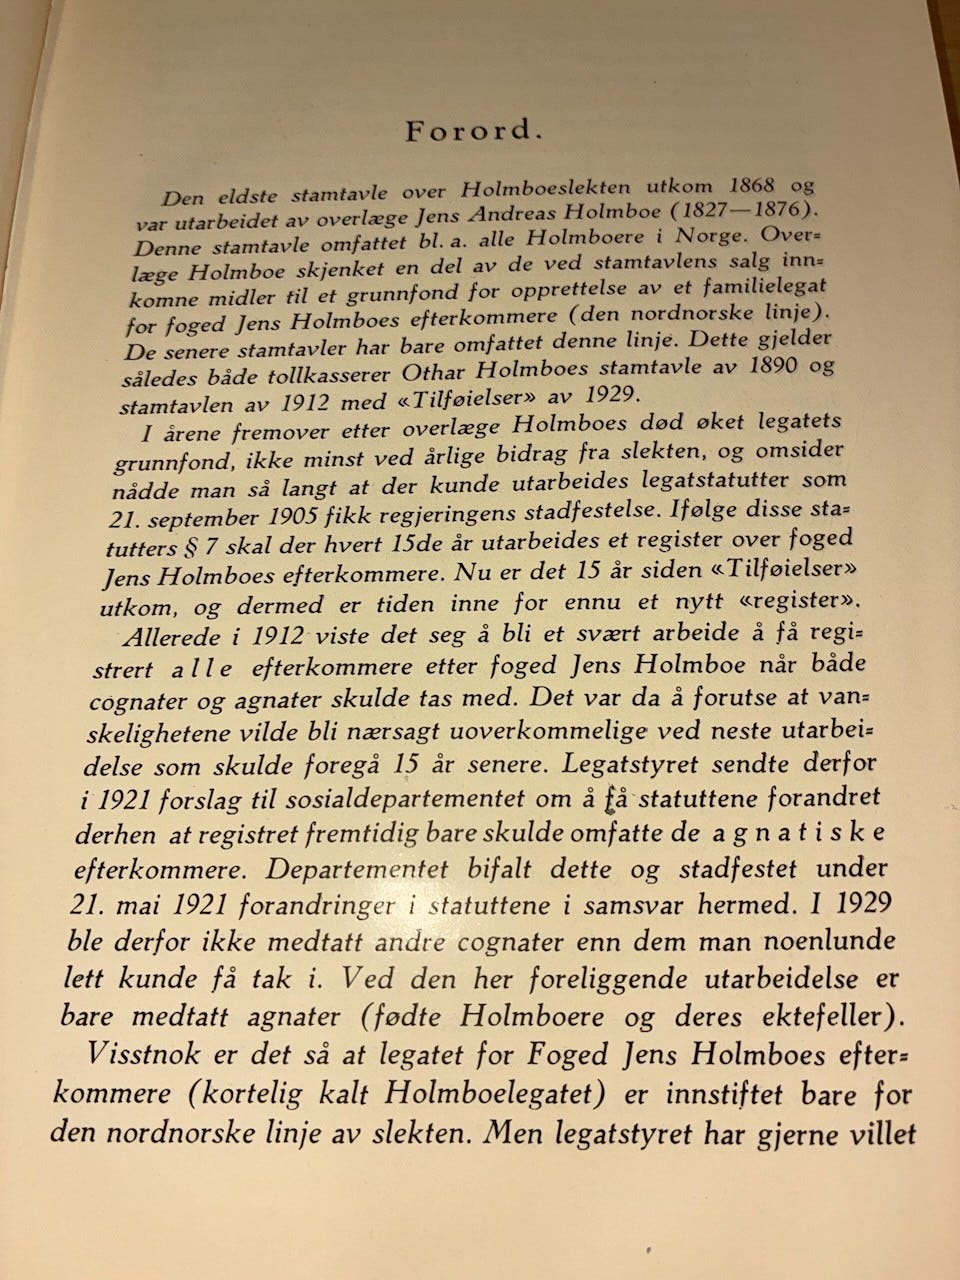 Forord.
Den eldste stamtavle over Holmboeslekten utkom 1868 og
var utarbeidet av overlæge Jens Andreas Holmboe (1827—1876).
Denne stamtavle omfattet bl. a. alle Holmboere i Norge. Over=
læge Holmboe skjenket en del av de ved stamtavlens salg inn=
komne midler til et grunnfond for opprettelse av et familielegat
for foged Jens Holmboes efterkommere (den nordnorske linje).
De senere stamtavler har bare omfattet denne linje. Dette gjelder
således både tollkasserer Othar Holmboes stamtavle av 1890 og
stamtavlen av 1912 med «Tilføielser» av 1929.
I årene fremover etter overlæge Holmboes død øket legatets
grunnfond, ikke minst ved årlige bidrag fra slekten, og omsider
nådde man så langt at der kunde utarbeides legatstatutter som
21. september 1905 fikk regjeringens stadfestelse. Ifølge disse sta=
tutters § 7 skal der hvert 15de år utarbeides et register over foged
Jens Holmboes efterkommere. Nu er det 15 år siden «Tilføielser»
utkom, og dermed er tiden inne for ennu et nytt «register».
Allerede i 1912 viste det seg å bli et svært arbeide å få regi=
strert alle efterkommere etter foged Jens Holmboe når både
cognater og agnater skulde tas med. Det var da å forutse at van=
skelighetene vilde bli nærsagt uoverkommelige ved neste utarbei=
delse som skulde foregå 15 år senere. Legatstyret sendte derfor
i 1921 forslag til sosialdepartementet om å få statuttene forandret
derhen at registret fremtidig bare skulde omfatte de agnatiske
efterkommere. Departementet bifalt dette og stadfestet under
21. mai 1921 forandringer i statuttene i samsvar hermed. I 1929
ble derfor ikke medtatt andre cognater enn dem man noenlunde
lett kunde få tak i. Ved den her foreliggende utarbeidelse er
bare medtatt agnater (fødte Holmboere og deres ektefeller).
Visstnok er det så at legatet for Foged Jens Holmboes efter=
kommere (kortelig kalt Holmboelegatet) er innstiftet bare for
den nordnorske linje av slekten. Men legatstyret har gjerne villet